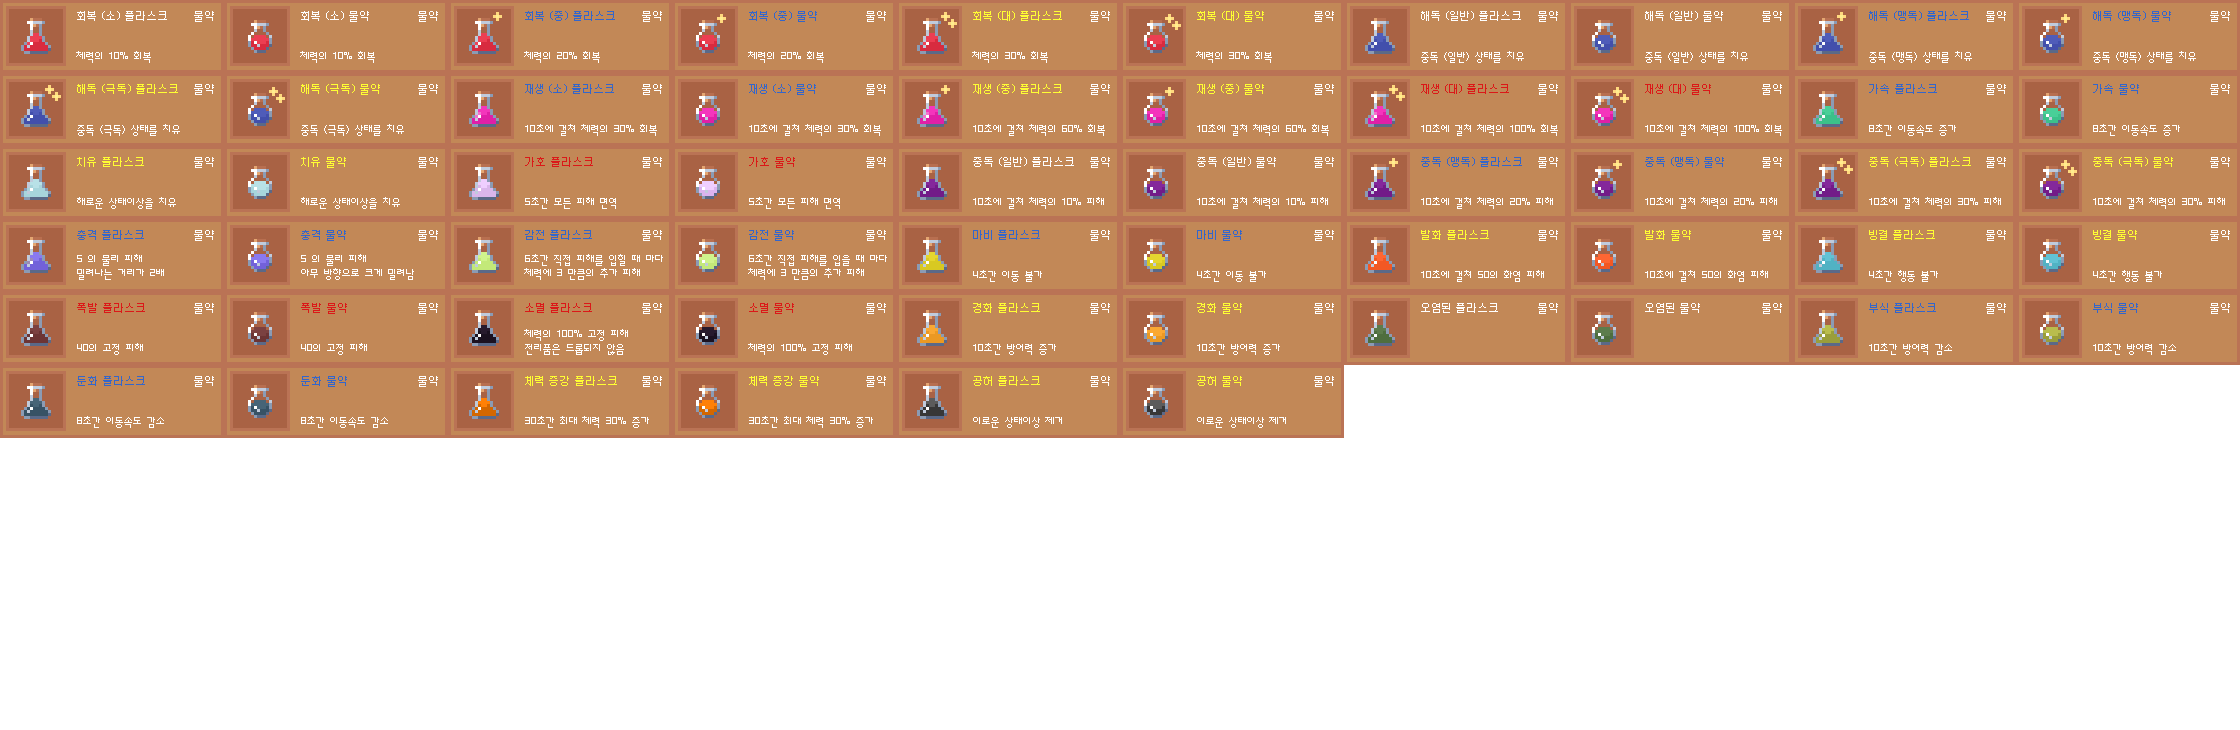 회복 (소) 플라스크 물약
체력의 10% 회복
회복 (소) 물약 물약
체력의 10% 회복
회복 (중) 플라스크 물약
체력의 20% 회복
회복 (중) 물약 물약
체력의 20% 회복
회복 (대) 플라스크 물약
체력의 30% 회복
회복 (대) 물약 물약
체력의 30% 회복
해독 (일반) 플라스크 물약
중독 (일반) 상태를 치유
해독 (일반) 물약 물약
중독 (일반) 상태를 치유
해독 (맹독) 플라스크 물약
중독 (맹독) 상태를 치유
해독 (맹독) 물약 물약
중독 (맹독) 상태를 치유
해독 (극독) 플라스크 물약
중독 (극독) 상태를 치유
해독 (극독) 물약 물약
중독 (극독) 상태를 치유
재생 (소) 플라스크 물약
10초에 걸쳐 체력의 30% 회복
재생 (소) 물약 물약
10초에 걸쳐 체력의 30% 회복
재생 (중) 플라스크 물약
10초에 걸쳐 체력의 60% 회복
재생 (중) 물약 물약
10초에 걸쳐 체력의 60% 회복
재생 (대) 플라스크 물약
10초에 걸쳐 체력의 100% 회복
재생 (대) 물약 물약
10초에 걸쳐 체력의 100% 회복
가속 플라스크 물약
8초간 이동속도 증가
가속 물약 물약
8초간 이동속도 증가
치유 플라스크 물약
해로운 상태이상을 치유
치유 물약 물약
해로운 상태이상을 치유
가호 플라스크 물약
5초간 모든 피해 면역
가호 물약 물약
5초간 모든 피해 면역
중독 (일반) 플라스크 물약
10초에 걸쳐 체력의 10% 피해
중독 (일반) 물약 물약
10초에 걸쳐 체력의 10% 피해
중독 (맹독) 플라스크 물약
10초에 걸쳐 체력의 20% 피해
중독 (맹독) 물약 물약
10초에 걸쳐 체력의 20% 피해
중독 (극독) 플라스크 물약
10초에 걸쳐 체력의 30% 피해
중독 (극독) 물약 물약
10초에 걸쳐 체력의 30% 피해
충격 플라스크 물약
5 의 물리 피해
밀려나는 거리가 2배
충격 물약 물약
5 의 물리 피해
아무 방향으로 크게 밀려남
감전 플라스크 물약
6초간 직접 피해를 입힐 때 마다
체력에 3 만큼의 추가 피해
감전 물약 물약
6초간 직접 피해를 입을 때 마다
체력에 3 만큼의 추가 피해
마비 플라스크 물약
4초간 이동 불가
마비 물약 물약
4초간 이동 불가
발화 플라스크 물약
10초에 걸쳐 50의 화염 피해
발화 물약 물약
10초에 걸쳐 50의 화염 피해
빙결 플라스크 물약
4초간 행동 불가
빙결 물약 물약
4초간 행동 불가
폭발 플라스크 물약
40의 고정 피해
폭발 물약 물약
40의 고정 피해
소멸 플라스크 물약
체력의 100% 고정 피해
전리품은 드롭되지 않음
소멸 물약 물약
체력의 100% 고정 피해
경화 플라스크 물약
10초간 방어력 증가
경화 물약 물약
10초간 방어력 증가
오염된 플라스크 물약
오염된 물약 물약
부식 플라스크 물약
10초간 방어력 감소
부식 물약 물약
10초간 방어력 감소
둔화 플라스크 물약
8초간 이동속도 감소
둔화 물약 물약
8초간 이동속도 감소
체력 증강 플라스크 물약
30초간 최대 체력 30% 증가
체력 증강 물약 물약
30초간 최대 체력 30% 증가
공허 플라스크 물약
이로운 상태이상 제거
공허 물약 물약
이로운 상태이상 제거